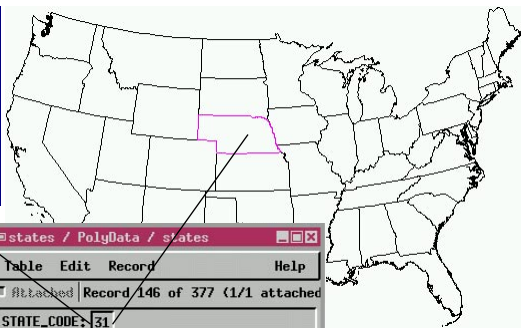 states / PolyData / states
Table Edit Record Help
Attached Record 146 of 377 (1/1 attached
STATE_CODE: 31